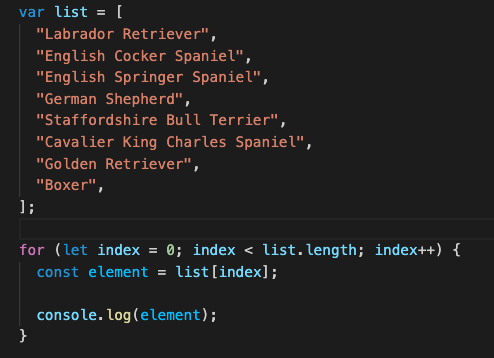 var list = [
  "Labrador Retriever",
  "English Cocker Spaniel",
  "English Springer Spaniel",
  "German Shepherd",
  "Staffordshire Bull Terrier",
  "Cavalier King Charles Spaniel",
  "Golden Retriever",
  "Boxer",
];
for (let index = 0; index < list.length; index++) {
  const element = list[index];
  console.log(element);
}